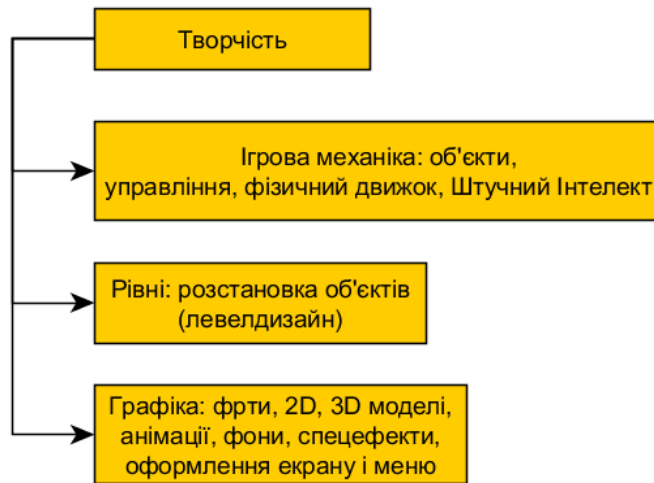 Творчість
Ігрова механіка: об'єкти,
управління, фізичний движок, Штучний Інтелект
Рівні: розстановка об'єктів
(левелдизайн)
Графіка: фрти, 2D, 3D моделі,
анімації, фони, спецефекти,
оформлення екрану і меню